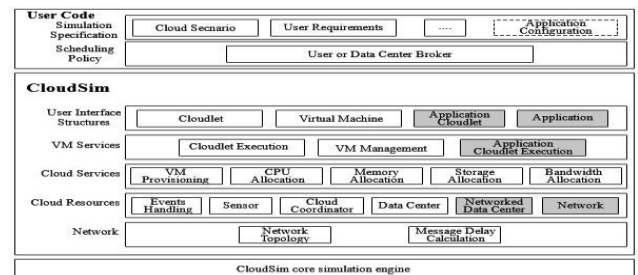 User Code
Simulation Specification
Cloud Secnario
User Requirements
....
Application Configuration
Scheduling Policy
User or Data Center Broker
CloudSim
User Interface Structures
Cloudlet
Virtual Machine
Application Cloudlet
Application
VM Services
Cloudlet Execution
VM Management
Application Cloudlet Execution
Cloud Services
VM Provisioning
CPU Allocation
Memory Allocation
Storage Allocation
Bandwidth Allocation
Cloud Resources
Events Handling
Sensor
Cloud Coordinator
Data Center
Networked Data Center
Network
Network
Network Topology
Message Delay Calculation
CloudSim core simulation engine